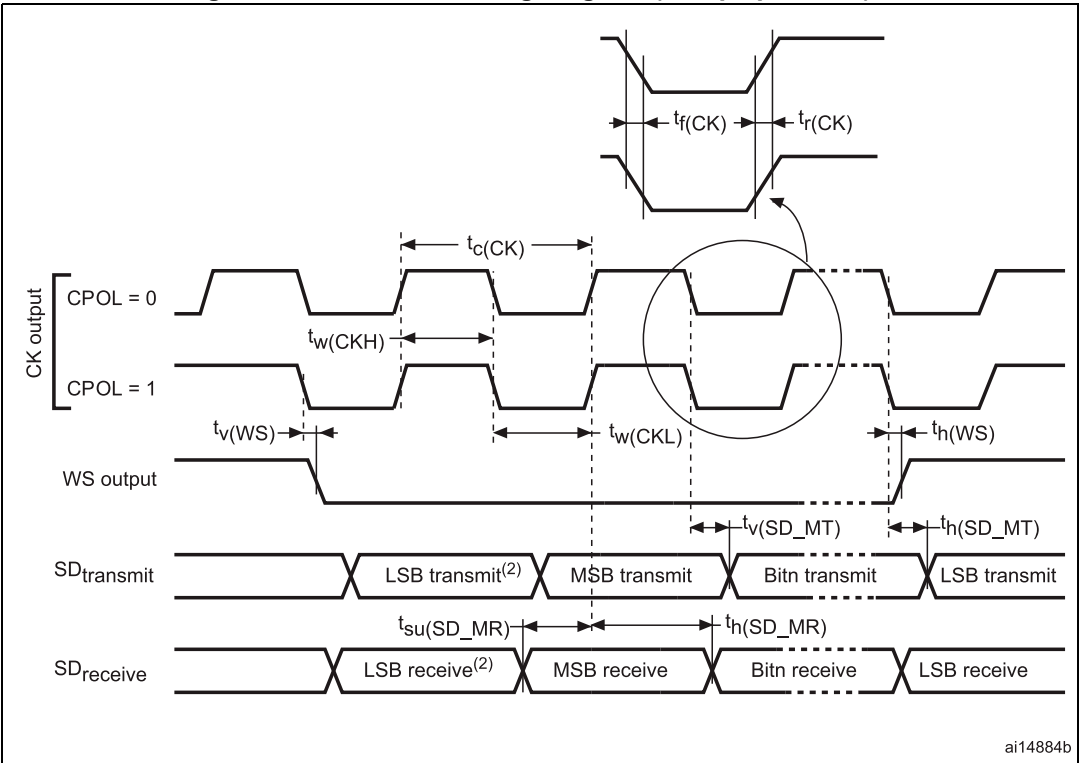 tf(CK)
tr(CK)
tc(CK)
CK output
CPOL = 0
tw(CKH)
CPOL = 1
tv(WS)
tw(CKL)
th(WS)
WS output
tv(SD_MT)
th(SD_MT)
SDtransmit
LSB transmit(2)
MSB transmit
Bitn transmit
LSB transmit
tsu(SD_MR)
th(SD_MR)
SDreceive
LSB receive(2)
MSB receive
Bitn receive
LSB receive
ai14884b